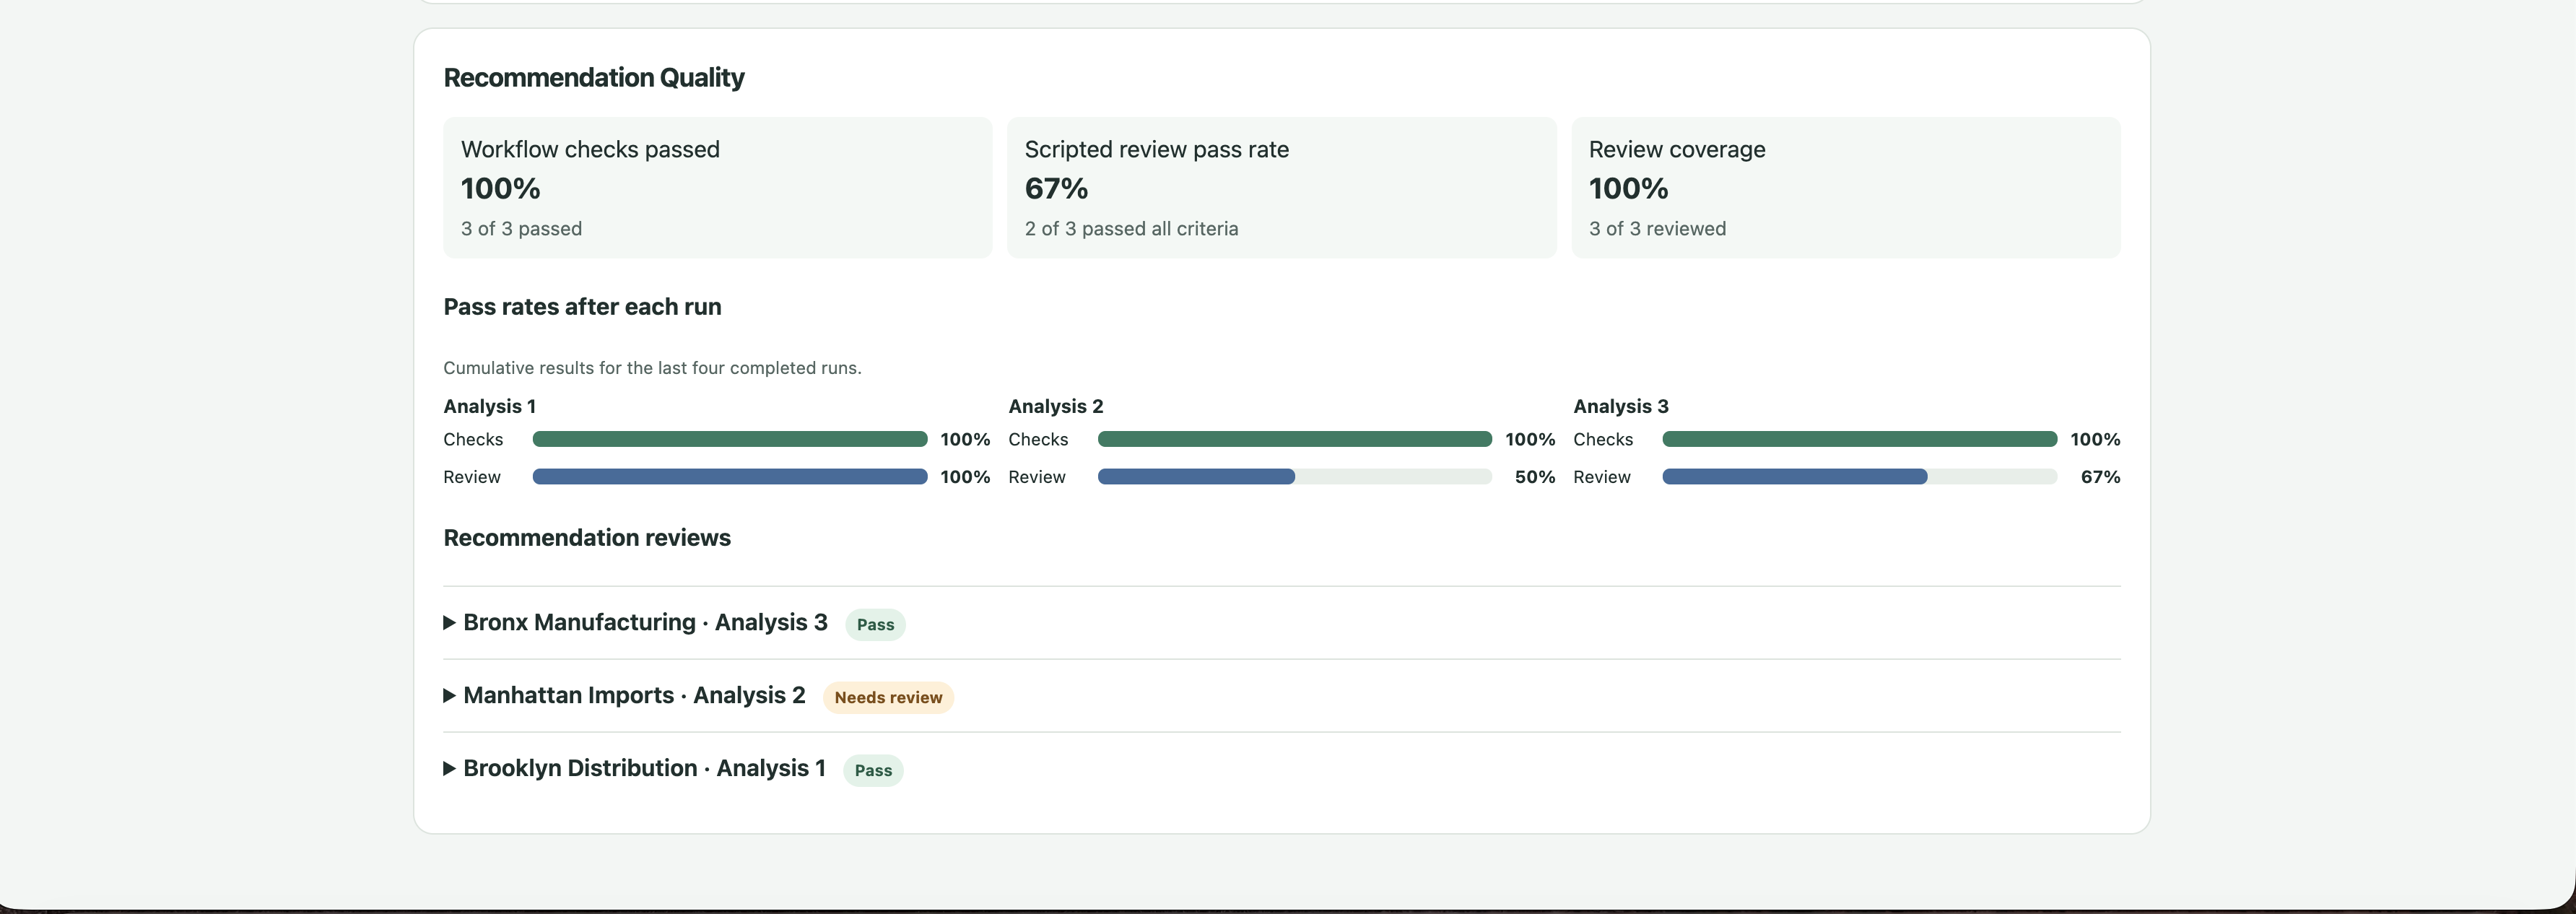 Recommendation Quality
Workflow checks passed
100%
3 of 3 passed
Scripted review pass rate
67%
2 of 3 passed all criteria
Review coverage
100%
3 of 3 reviewed
Pass rates after each run
Cumulative results for the last four completed runs.
Analysis 1
Checks 100%
Review 100%
Analysis 2
Checks 100%
Review 50%
Analysis 3
Checks 100%
Review 67%
Recommendation reviews
Bronx Manufacturing · Analysis 3 Pass
Manhattan Imports · Analysis 2 Needs review
Brooklyn Distribution · Analysis 1 Pass